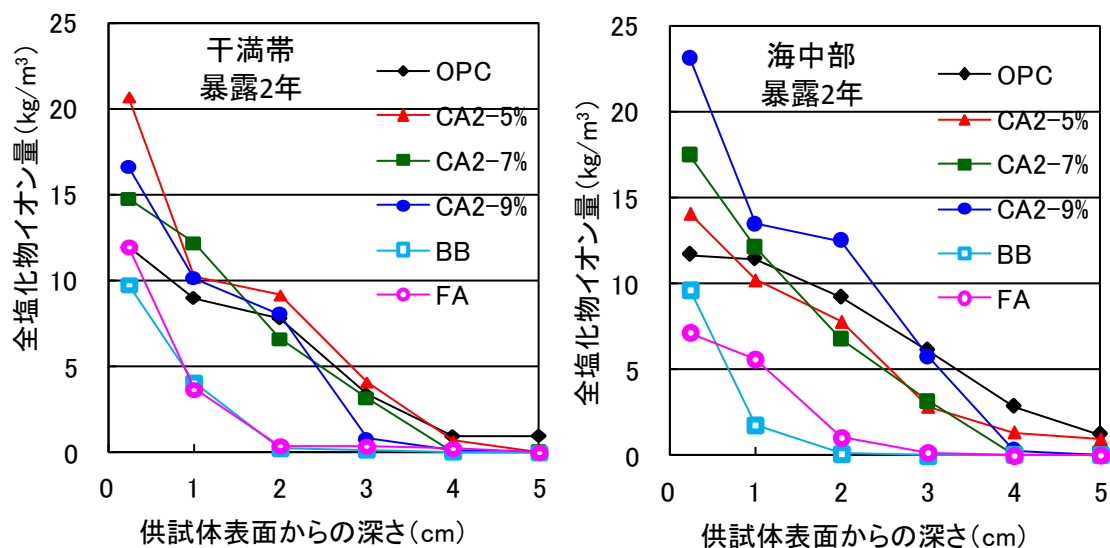 全塩化物イオン量(kg/m³)
25
20
15
10
5
0
干満帯
暴露2年
OPC
CA2-5%
CA2-7%
CA2-9%
BB
FA
1
2
3
4
5
供試体表面からの深さ(cm)
全塩化物イオン量(kg/m³)
25
20
15
10
5
0
海中部
暴露2年
OPC
CA2-5%
CA2-7%
CA2-9%
BB
FA
1
2
3
4
5
供試体表面からの深さ(cm)